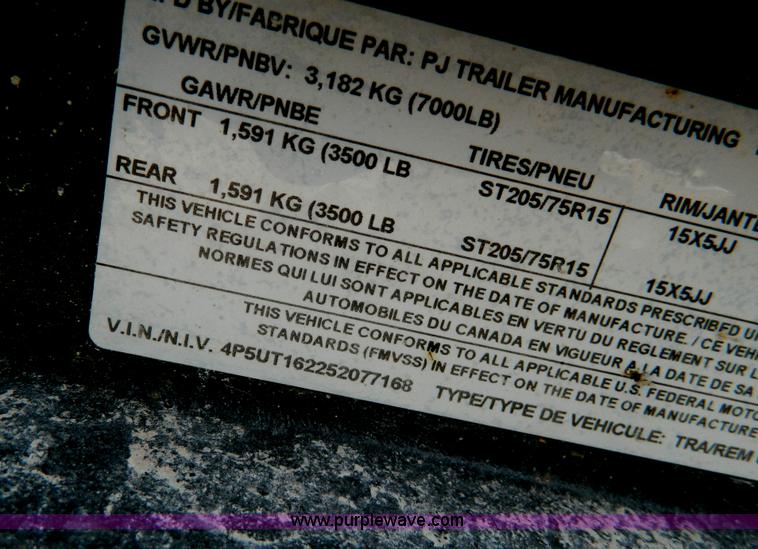 BY/FABRIQUE PAR: PJ TRAILER MANUFACTURING
GVWR/PNBV: 3,182 KG (7000LB)
GAWR/PNBE TIRES/PNEU RIM/JANTE
FRONT 1,591 KG (3500 LB ST205/75R15 15X5JJ
REAR 1,591 KG (3500 LB ST205/75R15 15X5JJ
THIS VEHICLE CONFORMS TO ALL APPLICABLE STANDARDS PRESCRIBED
SAFETY REGULATIONS IN EFFECT ON THE DATE OF MANUFACTURE. / CE
NORMES QUI LUI SONT APPLICABLES EN VERTU DU REGLEMENT SUR
AUTOMOBILES DU CANADA EN VIGUEUR A LA DATE DE SA
THIS VEHICLE CONFORMS TO ALL APPLICABLE U.S. FEDERAL
STANDARDS (FMVSS) IN EFFECT ON THE DATE OF MANUFACTURE
V.I.N./N.I.V. 4P5UT162252077168 TYPE/TYPE DE VEHICULE: TRA/REM
www.purplewave.com